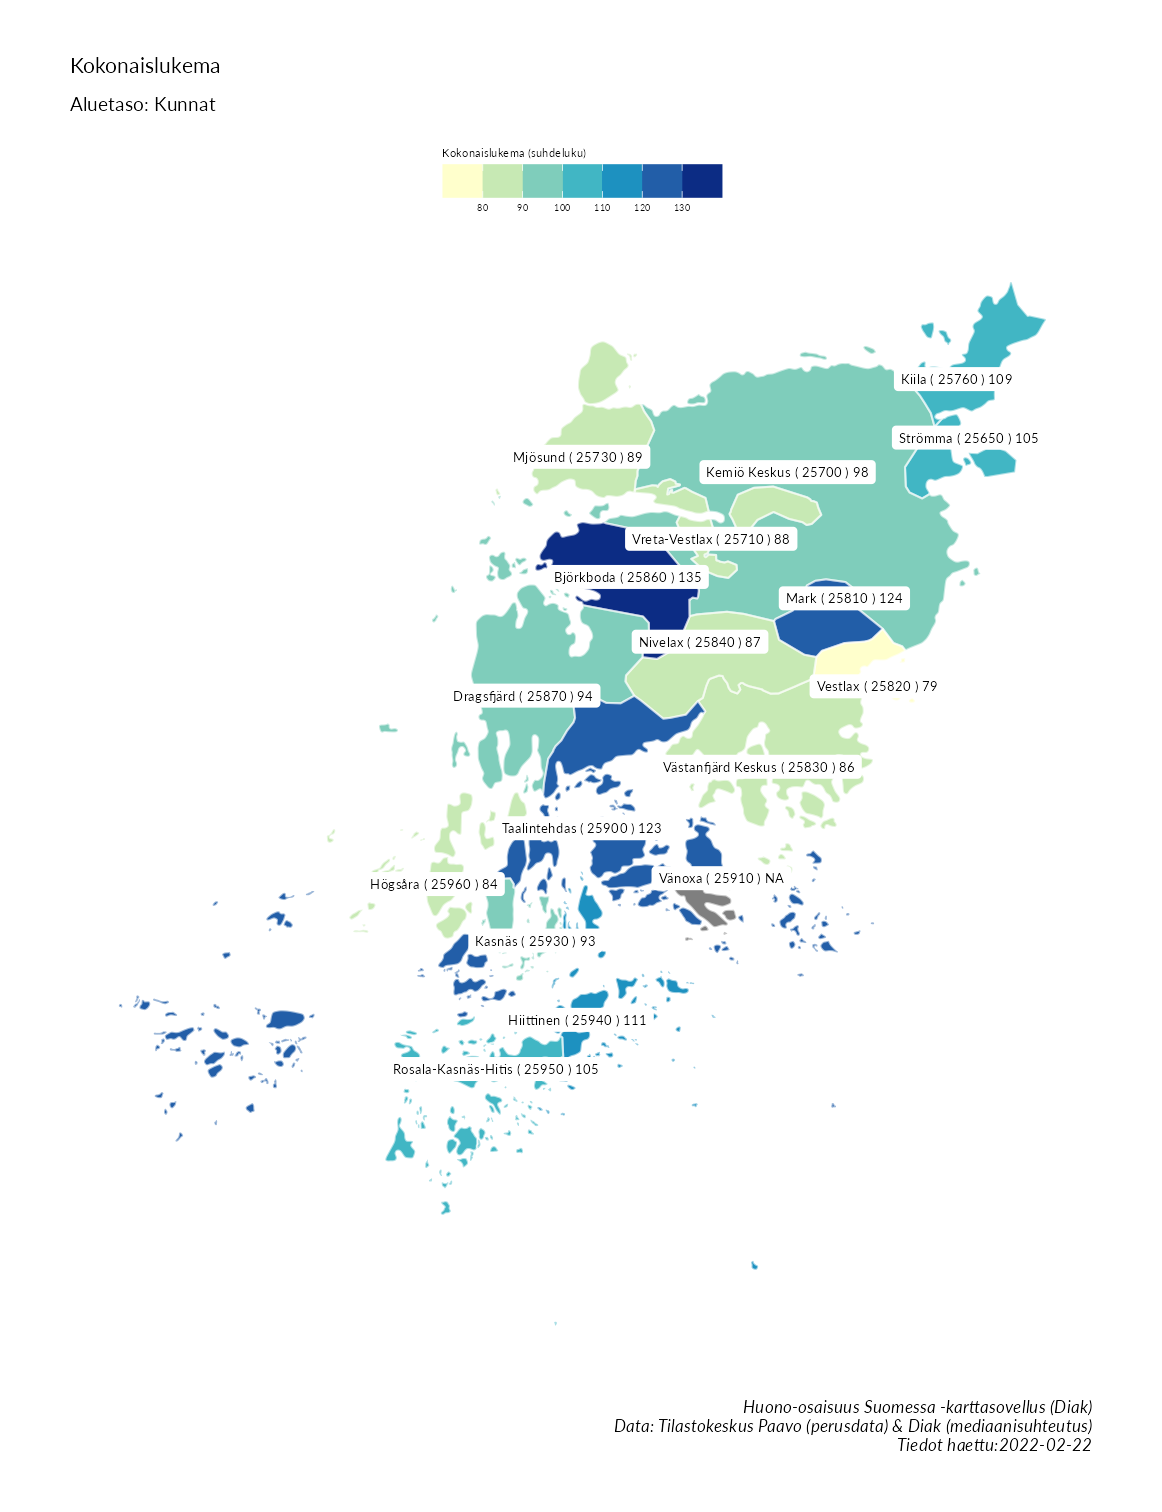 Kokonaislukema
Aluetaso: Kunnat
Kokonaislukema (suhdeluku)
80 90 100 110 120 130
Kiila ( 25760 ) 109
Strömma ( 25650 ) 105
Mjösund ( 25730 ) 89
Kemiö Keskus ( 25700 ) 98
Vreta-Vestlax ( 25710 ) 88
Björkboda ( 25860 ) 135
Mark ( 25810 ) 124
Nivelax ( 25840 ) 87
Vestlax ( 25820 ) 79
Dragsfjärd ( 25870 ) 94
Västanfjärd Keskus ( 25830 ) 86
Taalintehdas ( 25900 ) 123
Vänoxa ( 25910 ) NA
Högsåra ( 25960 ) 84
Kasnäs ( 25930 ) 93
Hiittinen ( 25940 ) 111
Rosala-Kasnäs-Hitis ( 25950 ) 105
Huono-osaisuus Suomessa -karttasovellus (Diak)
Data: Tilastokeskus Paavo (perusdata) & Diak (mediaanisuhteutus)
Tiedot haettu:2022-02-22